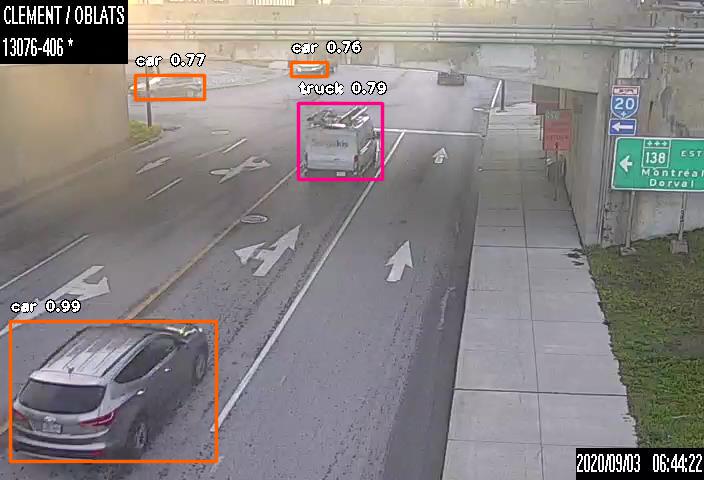 CLEMENT / OBLATS
13076-406 *
car 0.77
car 0.76
truck 0.79
20
138 EST
Montréal
Dorval
car 0.99
2020/09/03 06:44:22